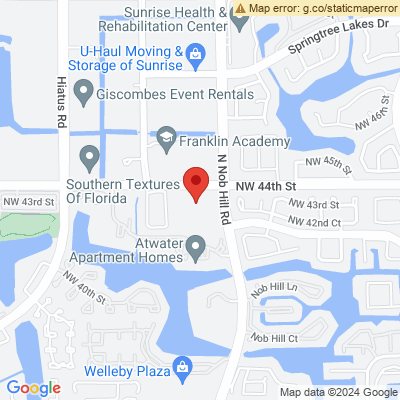 Map error: g.co/staticmaperror
Sunrise Health &
Rehabilitation Center
Springtree Lakes Dr
U-Haul Moving &
Storage of Sunrise
Hiatus Rd
Giscombes Event Rentals
NW 46th St
Franklin Academy
N Nob Hill Rd
NW 45th St
Southern Textures
Of Florida
NW 44th St
NW 43rd St
NW 43rd St
NW 42nd Ct
Atwater
Apartment Homes
NW 40th St
Nob Hill Ln
Nob Hill Ct
Welleby Plaza
Google
Map data ©2024 Google